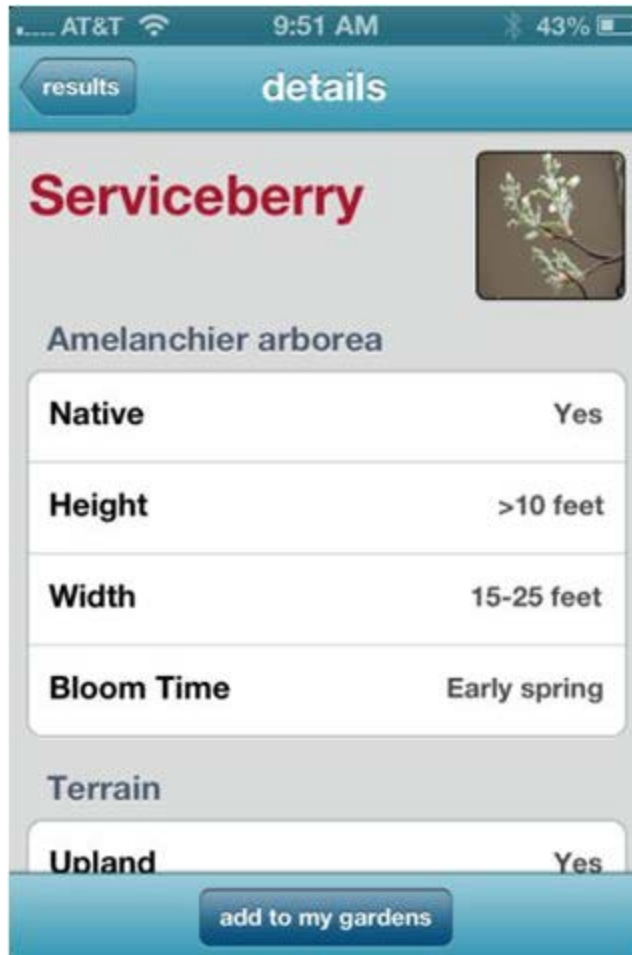 ..... AT&T 9:51 AM 43%
results details
Serviceberry
Amelanchier arborea
Native Yes
Height >10 feet
Width 15-25 feet
Bloom Time Early spring
Terrain
Upland Yes
add to my gardens